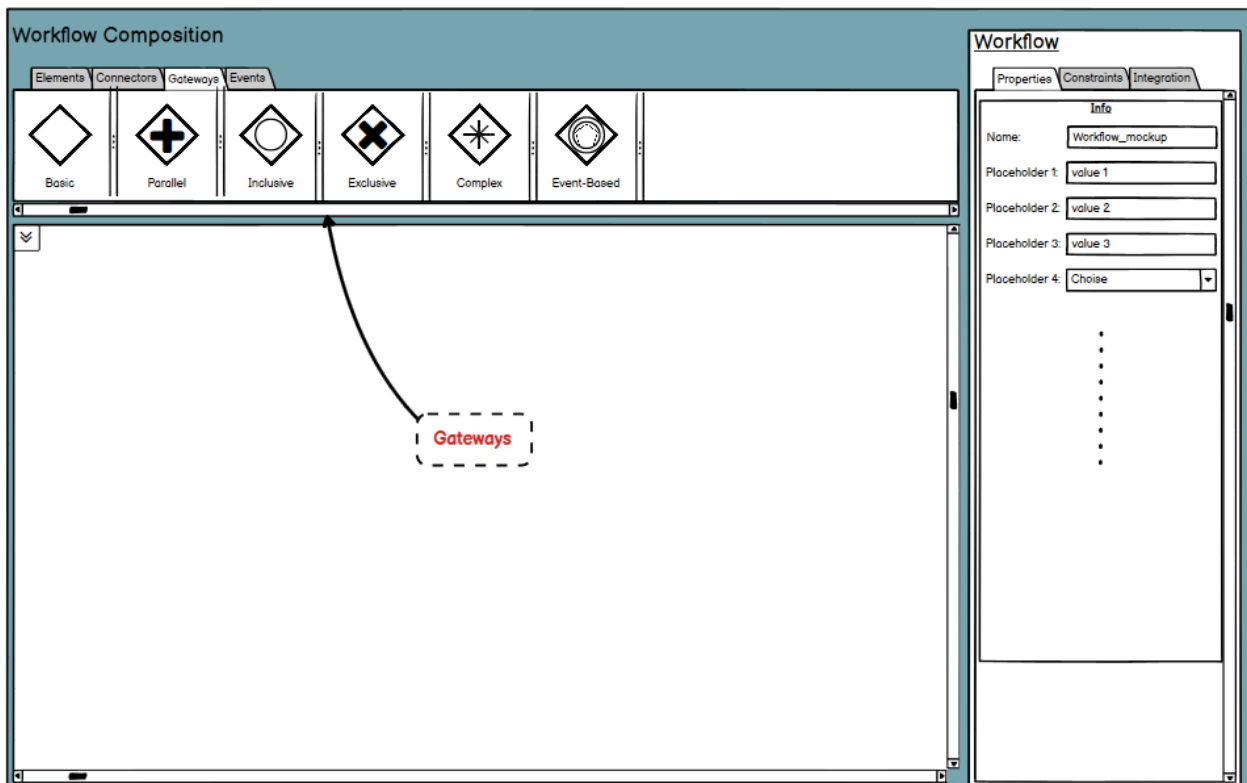 Workflow Composition
Elements Connectors Gateways Events
Basic Parallel Inclusive Exclusive Complex Event-Based
Gateways
Workflow
Properties Constraints Integration
Info
Name: Workflow_mockup
Placeholder 1: value 1
Placeholder 2: value 2
Placeholder 3: value 3
Placeholder 4: Choise